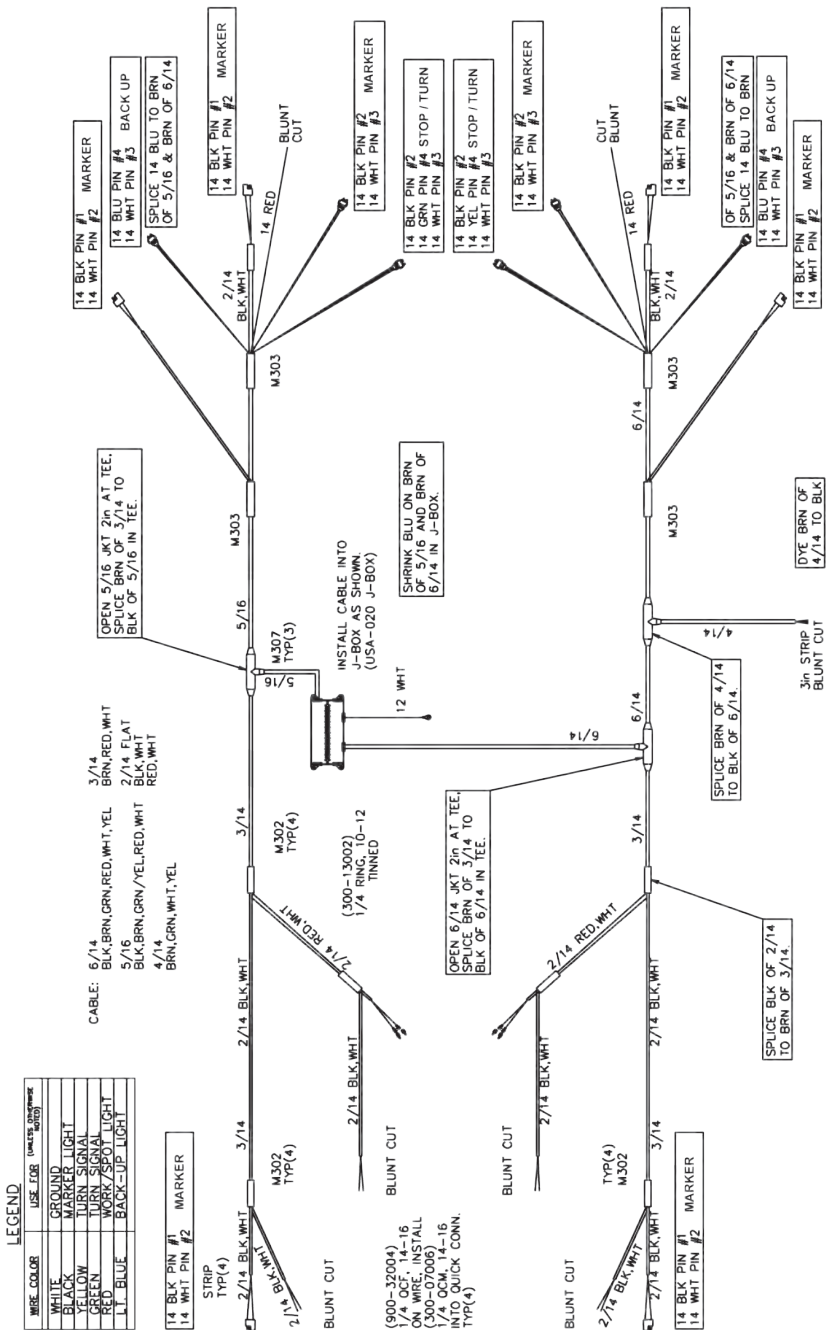 LEGEND
WIRE COLOR USE FOR (UNLESS OTHERWISE NOTED)
WHITE GROUND
BLACK MARKER LIGHT
YELLOW TURN SIGNAL
GREEN TURN SIGNAL
RED WORK/SPOT LIGHT
LT. BLUE BACK-UP LIGHT
CABLE: 6/14
BLK,BRN,GRN,RED,WHT,YEL
5/16
BLK,BRN,GRN/YEL,RED,WHT
4/14
BRN,GRN,WHT,YEL
3/14
BRN,RED,WHT
2/14 FLAT
BLK,WHT
RED,WHT
14 BLK PIN #1
14 WHT PIN #2 MARKER
STRIP
TYP(4)
2/14 BLK,WHT
2/14 BLK,WHT
BLUNT CUT
M302
TYP(4)
3/14
2/14 BLK,WHT
2/14 BLK,WHT
BLUNT CUT
2/14 RED,WHT
M302
TYP(4)
3/14
(300-13002)
1/4 RING, 10-12
TINNED
OPEN 5/16 JKT 2in AT TEE,
SPLICE BRN OF 3/14 TO
BLK OF 5/16 IN TEE.
M307
TYP(3)
5/16
5/16
INSTALL CABLE INTO
J-BOX AS SHOWN.
(USA-020 J-BOX)
12 WHT
SHRINK BLU ON BRN
OF 5/16 AND BRN OF
6/14 IN J-BOX.
M303
M303
14 BLK PIN #1
14 WHT PIN #2 MARKER
14 BLU PIN #4
14 WHT PIN #3 BACK UP
SPLICE 14 BLU TO BRN
OF 5/16 & BRN OF 6/14
2/14
BLK,WHT
14 BLK PIN #1
14 WHT PIN #2 MARKER
14 RED
BLUNT
CUT
14 BLK PIN #2
14 WHT PIN #3 MARKER
14 BLK PIN #2
14 GRN PIN #4 STOP / TURN
14 WHT PIN #3
14 BLK PIN #2
14 YEL PIN #4 STOP / TURN
14 WHT PIN #3
14 BLK PIN #2
14 WHT PIN #3 MARKER
CUT
BLUNT
14 RED
14 BLK PIN #1
14 WHT PIN #2 MARKER
BLK,WHT
2/14
OF 5/16 & BRN OF 6/14
SPLICE 14 BLU TO BRN
14 BLU PIN #4
14 WHT PIN #3 BACK UP
14 BLK PIN #1
14 WHT PIN #2 MARKER
M303
6/14
M303
DYE BRN OF
4/14 TO BLK
4/14
3in STRIP
BLUNT CUT
6/14
SPLICE BRN OF 4/14
TO BLK OF 6/14.
6/14
OPEN 6/14 JKT 2in AT TEE,
SPLICE BRN OF 3/14 TO
BLK OF 6/14 IN TEE.
3/14
2/14 RED,WHT
SPLICE BLK OF 2/14
TO BRN OF 3/14.
2/14 BLK,WHT
2/14 BLK,WHT
BLUNT CUT
3/14
TYP(4)
M302
(900-32004)
1/4 QCF, 14-16
ON WIRE, INSTALL
(300-07006)
1/4 QCM, 14-16
INTO QUICK CONN.
TYP(4)
BLUNT CUT
2/14 BLK,WHT
2/14 BLK,WHT
14 BLK PIN #1
14 WHT PIN #2 MARKER